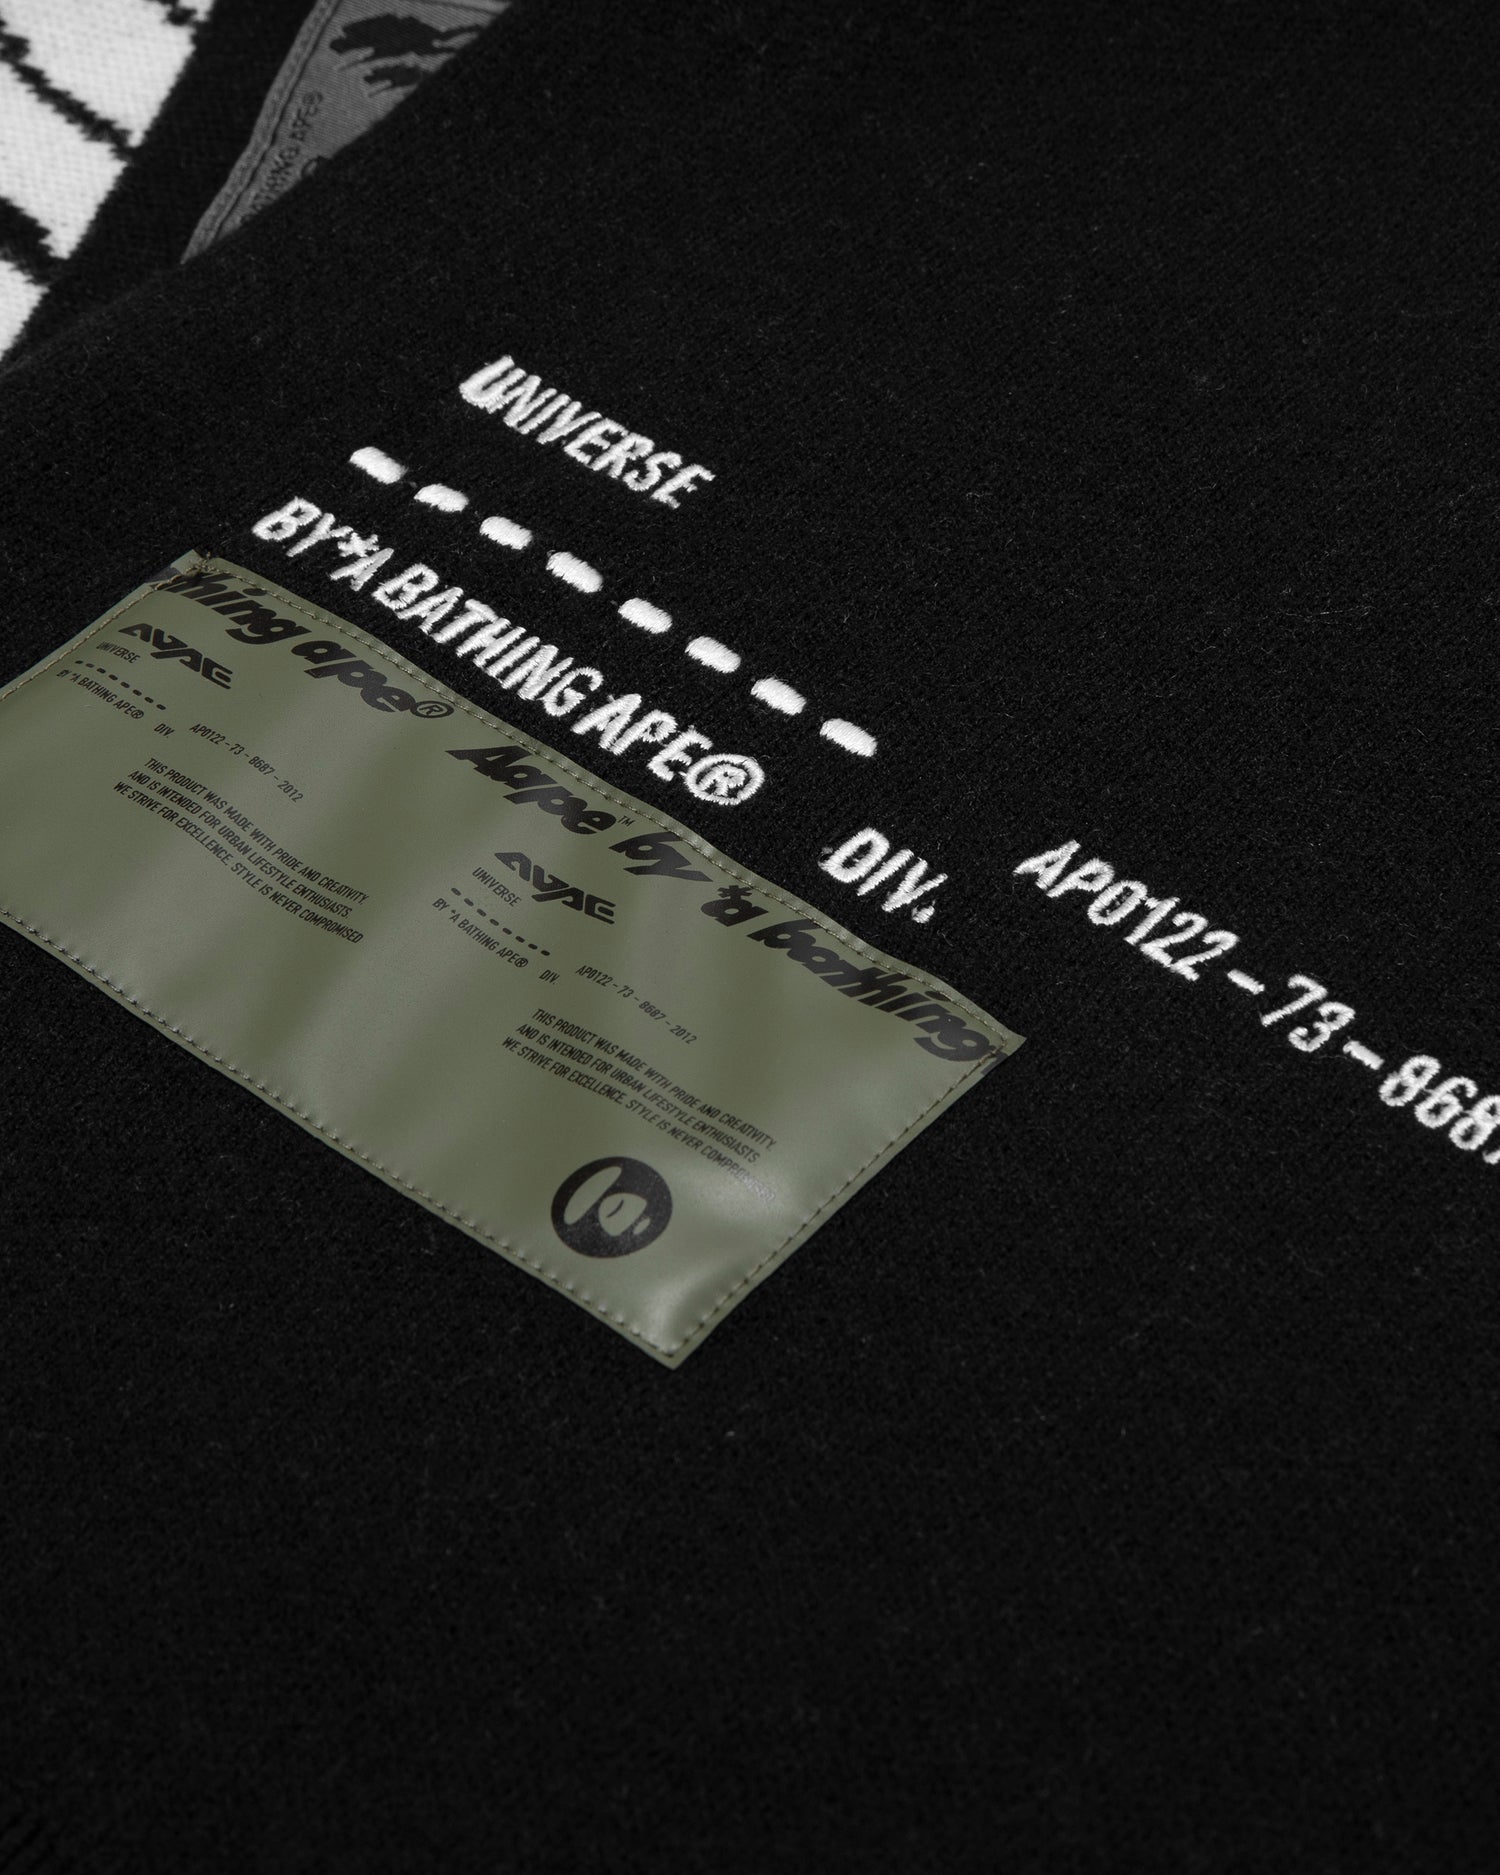 THING APE®
UNIVERSE
BY*A BATHING APE® DIV. AP0122-73-8687
thing ape® Aape by™ *a bathing
AAPE
UNIVERSE
BY *A BATHING APE® DIV. AP0122-73-8687-2012
THIS PRODUCT WAS MADE WITH PRIDE AND CREATIVITY,
AND IS INTENDED FOR URBAN LIFESTYLE ENTHUSIASTS.
WE STRIVE FOR EXCELLENCE. STYLE IS NEVER COMPROMISED
AAPE
UNIVERSE
BY *A BATHING APE® DIV. AP0122-73-8687-2012
THIS PRODUCT WAS MADE WITH PRIDE AND CREATIVITY,
AND IS INTENDED FOR URBAN LIFESTYLE ENTHUSIASTS.
WE STRIVE FOR EXCELLENCE. STYLE IS NEVER COMPROMISED